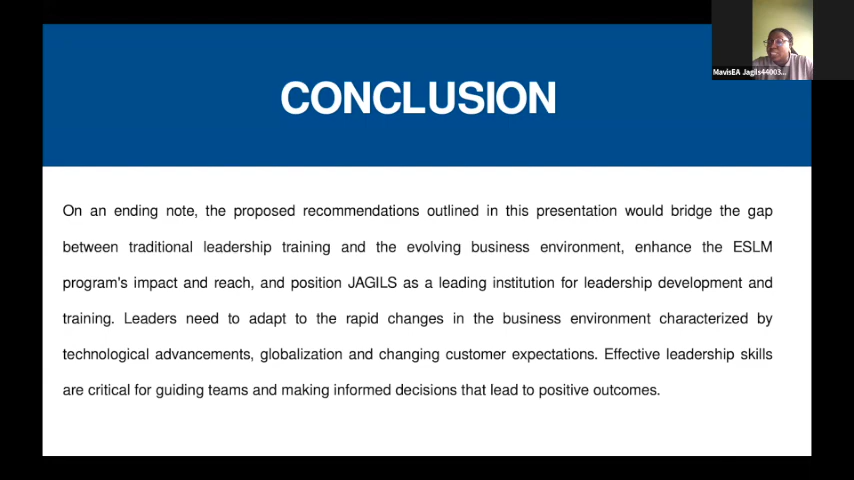 MavisEA Jagils44003...
CONCLUSION
On an ending note, the proposed recommendations outlined in this presentation would bridge the gap
between traditional leadership training and the evolving business environment, enhance the ESLM
program's impact and reach, and position JAGILS as a leading institution for leadership development and
training. Leaders need to adapt to the rapid changes in the business environment characterized by
technological advancements, globalization and changing customer expectations. Effective leadership skills
are critical for guiding teams and making informed decisions that lead to positive outcomes.